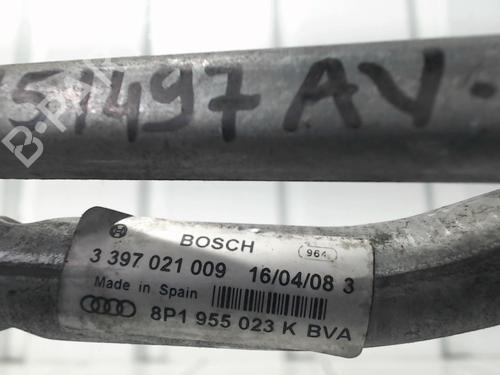 51497 AV-
B-P
BOSCH
964
3 397 021 009 16/04/08 3
Made in Spain
8P1 955 023 K BVA